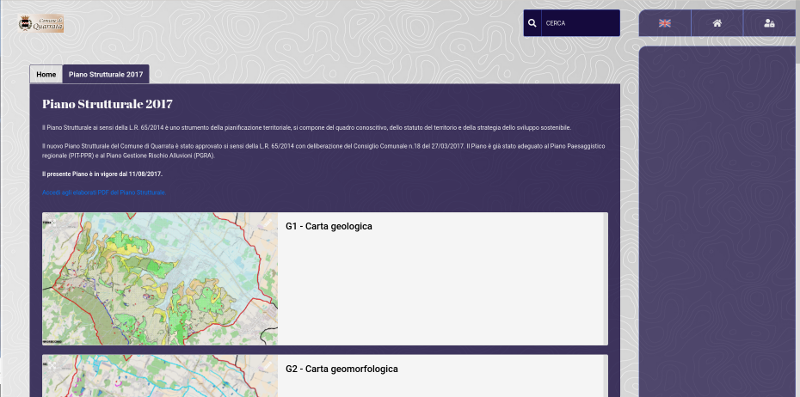 Comune di
Quarrata
CERCA
Home
Piano Strutturale 2017
Piano Strutturale 2017
Il Piano Strutturale ai sensi della L.R. 65/2014 è uno strumento della pianificazione territoriale, si compone del quadro conoscitivo, dello statuto del territorio e della strategia dello sviluppo sostenibile.
Il nuovo Piano Strutturale del Comune di Quarrata è stato approvato si sensi della L.R. 65/2014 con deliberazione del Consiglio Comunale n.18 del 27/03/2017. Il Piano è già stato adeguato al Piano Paesaggistico
regionale (PIT-PPR) e al Piano Gestione Rischio Alluvioni (PGRA).
Il presente Piano è in vigore dal 11/08/2017.
Accedi agli elaborati PDF del Piano Strutturale
G1 - Carta geologica
G2 - Carta geomorfologica